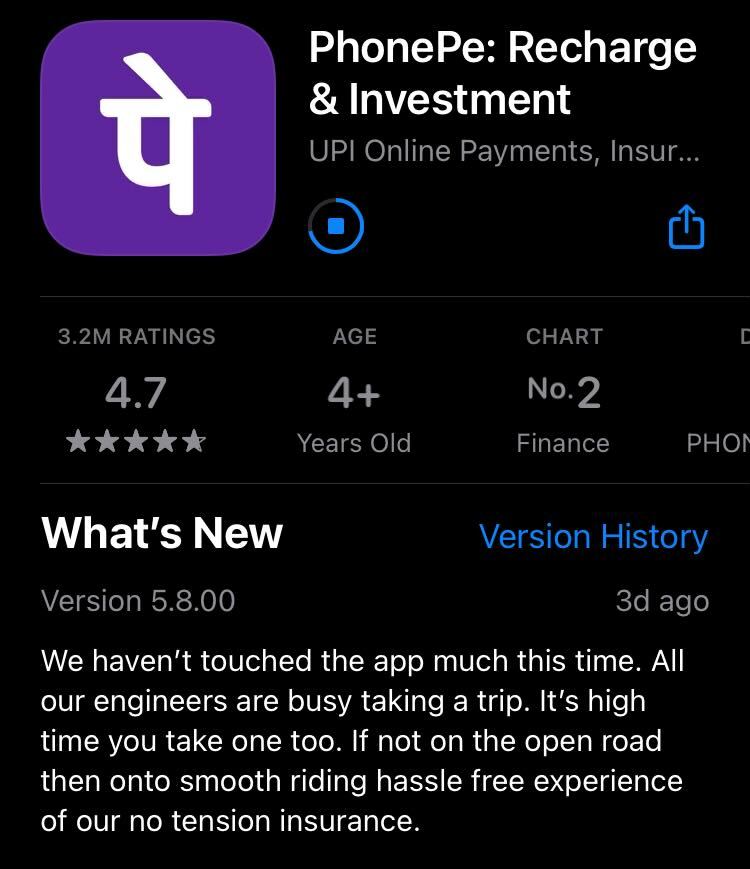 पे
PhonePe: Recharge
& Investment
UPI Online Payments, Insur...
3.2M RATINGS
4.7
AGE
4+
Years Old
CHART
No.2
Finance
D
PHON
What's New
Version History
Version 5.8.00
3d ago
We haven't touched the app much this time. All
our engineers are busy taking a trip. It's high
time you take one too. If not on the open road
then onto smooth riding hassle free experience
of our no tension insurance.